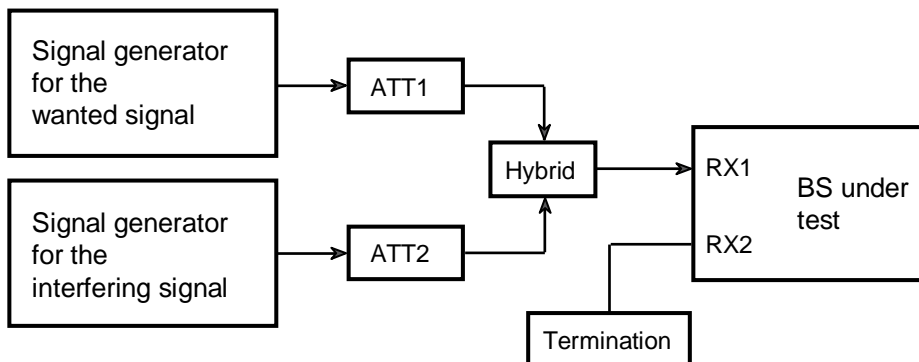 Signal generator
for the
wanted signal
ATT1
Hybrid
RX1
BS under
test
RX2
Signal generator
for the
interfering signal
ATT2
Termination